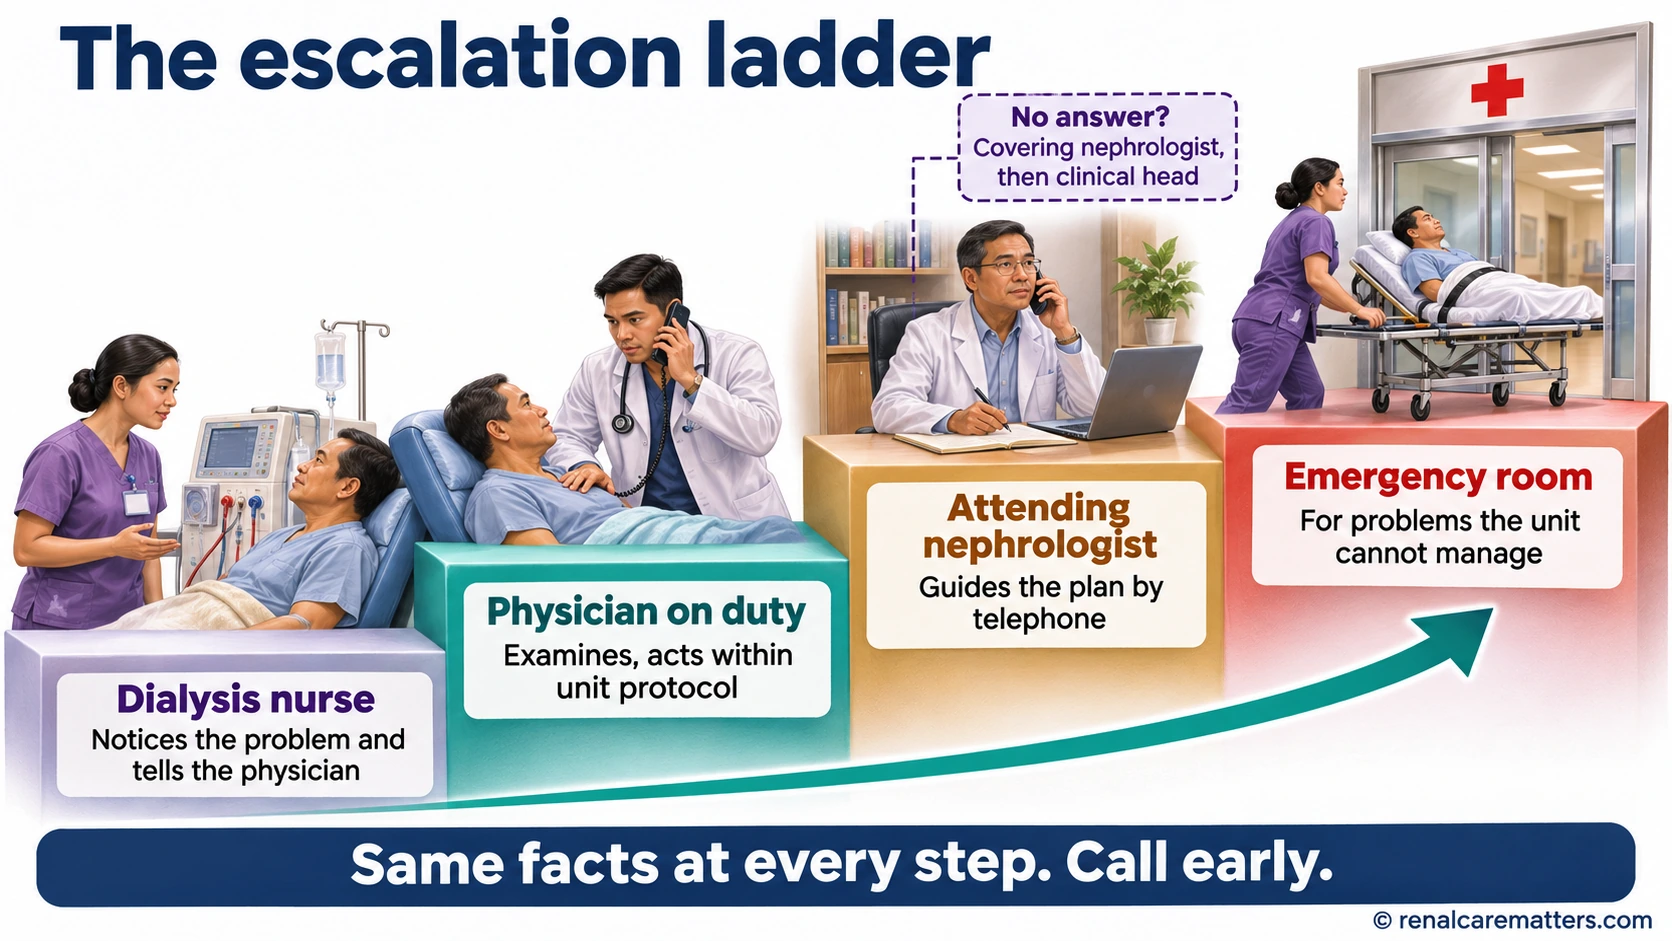 The escalation ladder
No answer?
Covering nephrologist,
then clinical head
Dialysis nurse
Notices the problem and
tells the physician
Physician on duty
Examines, acts within
unit protocol
Attending
nephrologist
Guides the plan by
telephone
Emergency room
For problems the unit
cannot manage
Same facts at every step. Call early.
© renalcarematters.com